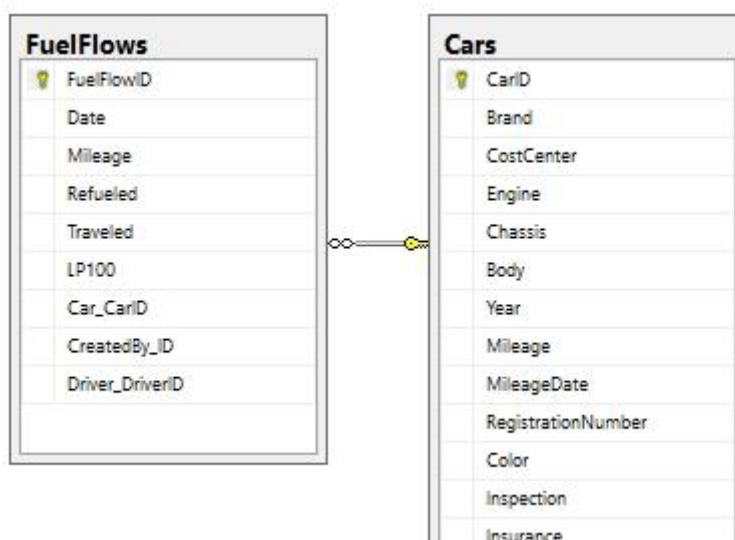 FuelFlows
FuelFlowID
Date
Mileage
Refueled
Traveled
LP100
Car_CarID
CreatedBy_ID
Driver_DriverID
Cars
CarID
Brand
CostCenter
Engine
Chassis
Body
Year
Mileage
MileageDate
RegistrationNumber
Color
Inspection
Insurance